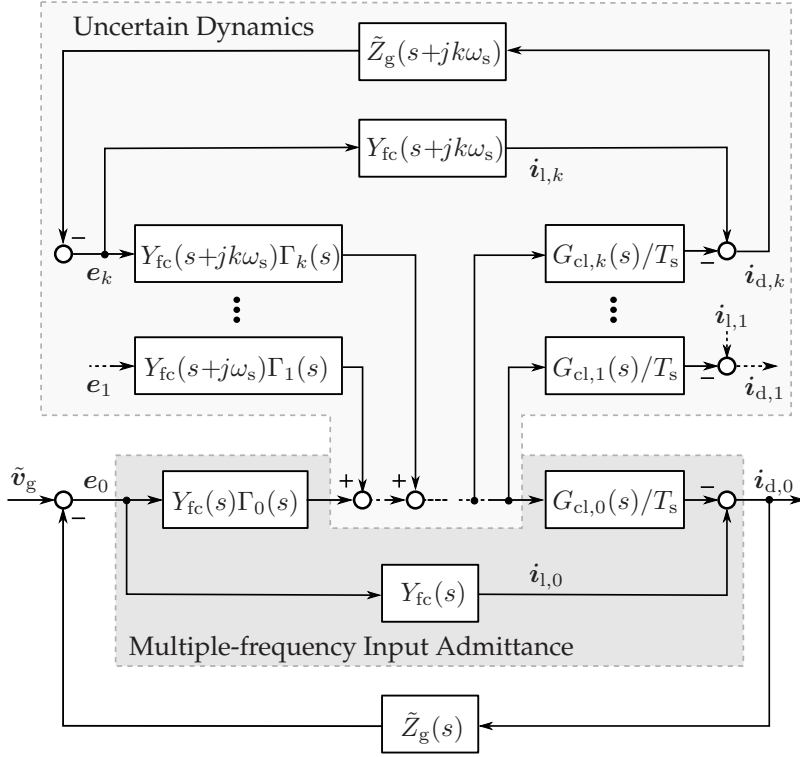 Uncertain Dynamics
Z̃g(s+jkωs)
Yfc(s+jkωs)
il,k
−
ek
Yfc(s+jkωs)Γk(s)
Gcl,k(s)/Ts
−
id,k
il,1
e1
Yfc(s+jωs)Γ1(s)
Gcl,1(s)/Ts
−
id,1
ṽg
e0
−
Yfc(s)Γ0(s)
+
+
Gcl,0(s)/Ts
−
id,0
Yfc(s)
il,0
Multiple-frequency Input Admittance
Z̃g(s)